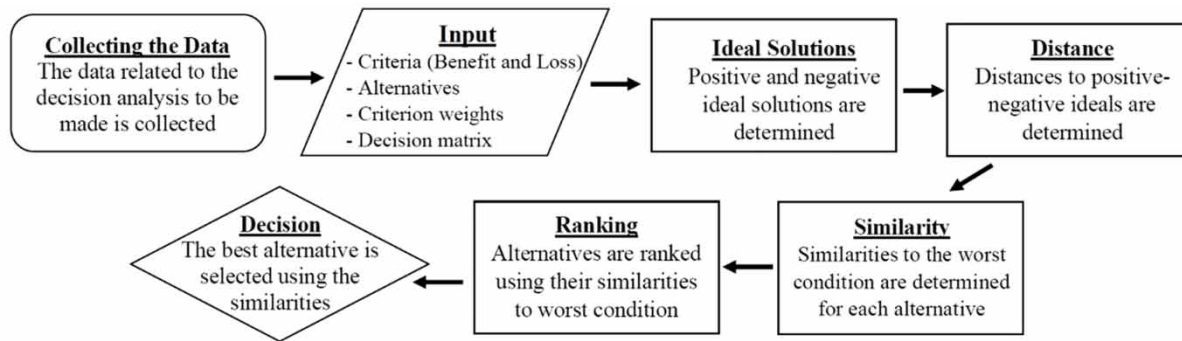 Collecting the Data
The data related to the
decision analysis to be
made is collected
Input
- Criteria (Benefit and Loss)
- Alternatives
- Criterion weights
- Decision matrix
Ideal Solutions
Positive and negative
ideal solutions are
determined
Distance
Distances to positive-
negative ideals are
determined
Similarity
Similarities to the worst
condition are determined
for each alternative
Ranking
Alternatives are ranked
using their similarities
to worst condition
Decision
The best alternative is
selected using the
similarities